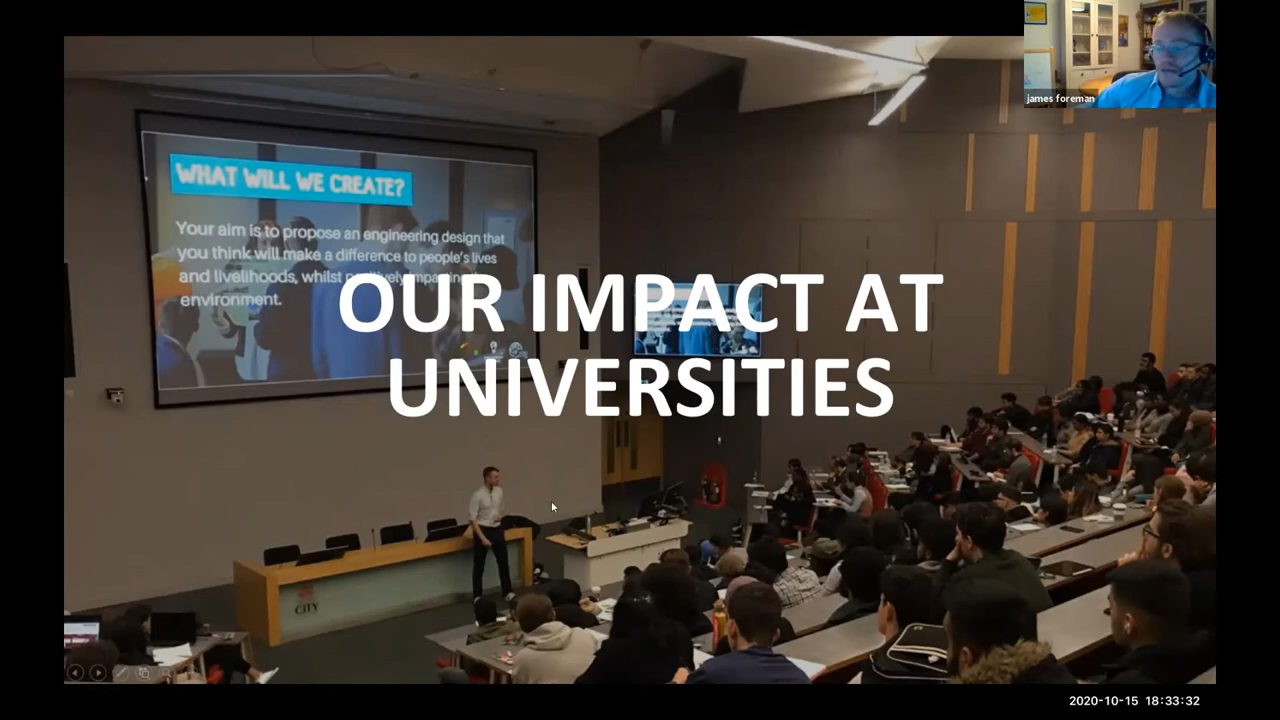 james foreman
WHAT WILL WE CREATE?
Your aim is to propose an engineering design that
you think will make a difference to people's lives
and livelihoods, whilst positively
environment.
OUR IMPACT AT
UNIVERSITIES
CITY
2020-10-15 18:33:32